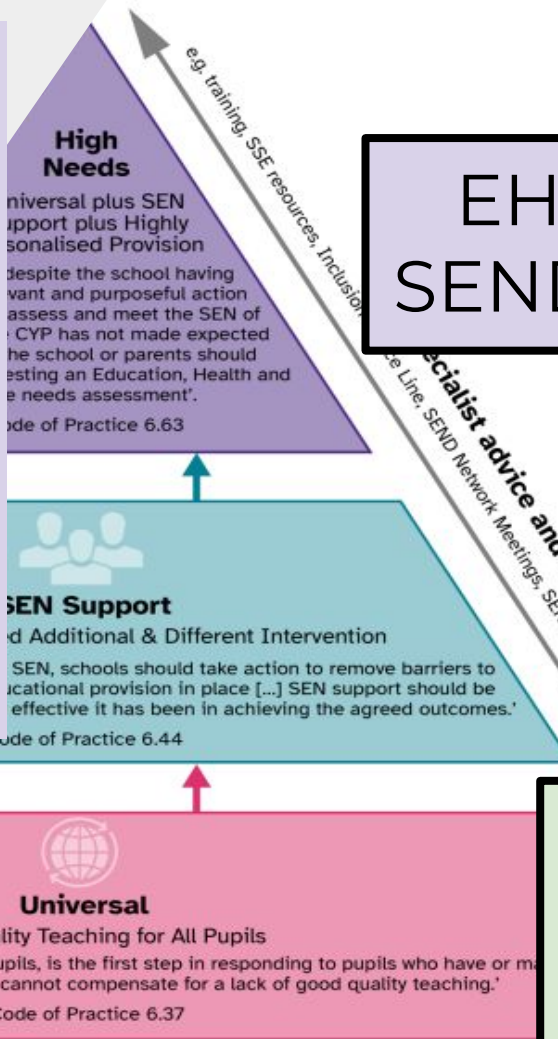 High
Needs
niversal plus SEN
upport plus Highly
sonalised Provision
despite the school having
vant and purposeful action
assess and meet the SEN of
CYP has not made expected
he school or parents should
esting an Education, Health and
e needs assessment'.
ode of Practice 6.63
e.g. training, SSE resources, Inclusion
ce Line, SEND Network Meetings, SEN
ecialist advice and
EH
SEND
SEN Support
ed Additional & Different Intervention
SEN, schools should take action to remove barriers to
ucational provision in place [...] SEN support should be
effective it has been in achieving the agreed outcomes.'
ode of Practice 6.44
Universal
lity Teaching for All Pupils
upils, is the first step in responding to pupils who have or ma
cannot compensate for a lack of good quality teaching.'
Code of Practice 6.37